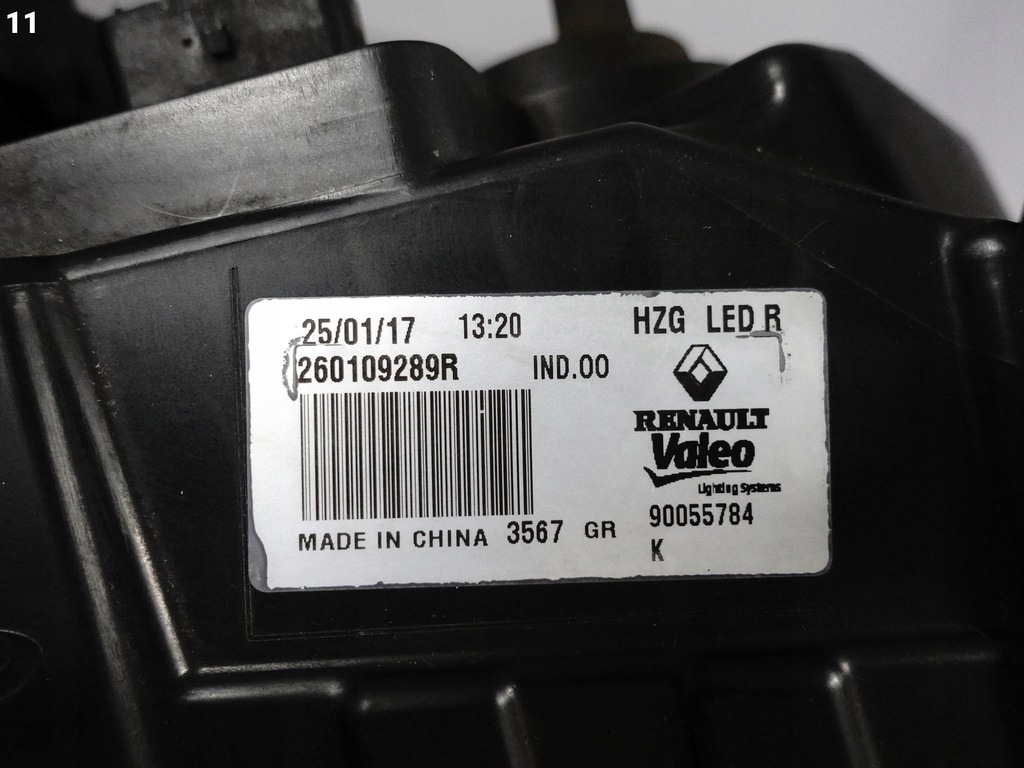 11
25/01/17 13:20 HZG LED R
260109289R IND.00
RENAULT
Valeo
Lighting Systems
90055784
MADE IN CHINA 3567 GR
K